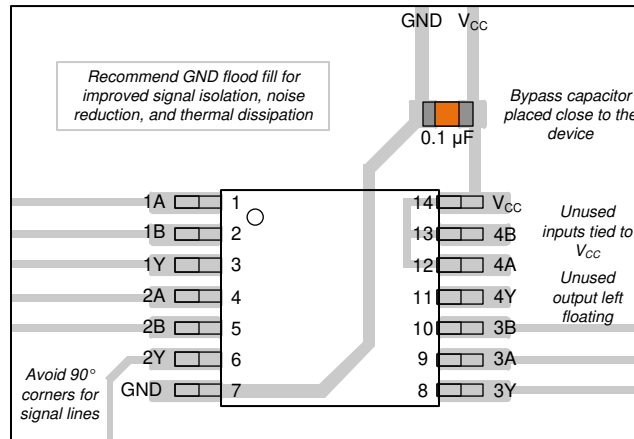 GND VCC
Recommend GND flood fill for
improved signal isolation, noise
reduction, and thermal dissipation
Bypass capacitor
placed close to the
device
0.1 µF
1A 1 14 VCC
1B 2 13 4B
1Y 3 12 4A
2A 4 11 4Y
2B 5 10 3B
2Y 6 9 3A
GND 7 8 3Y
Unused
inputs tied to
VCC
Unused
output left
floating
Avoid 90°
corners for
signal lines